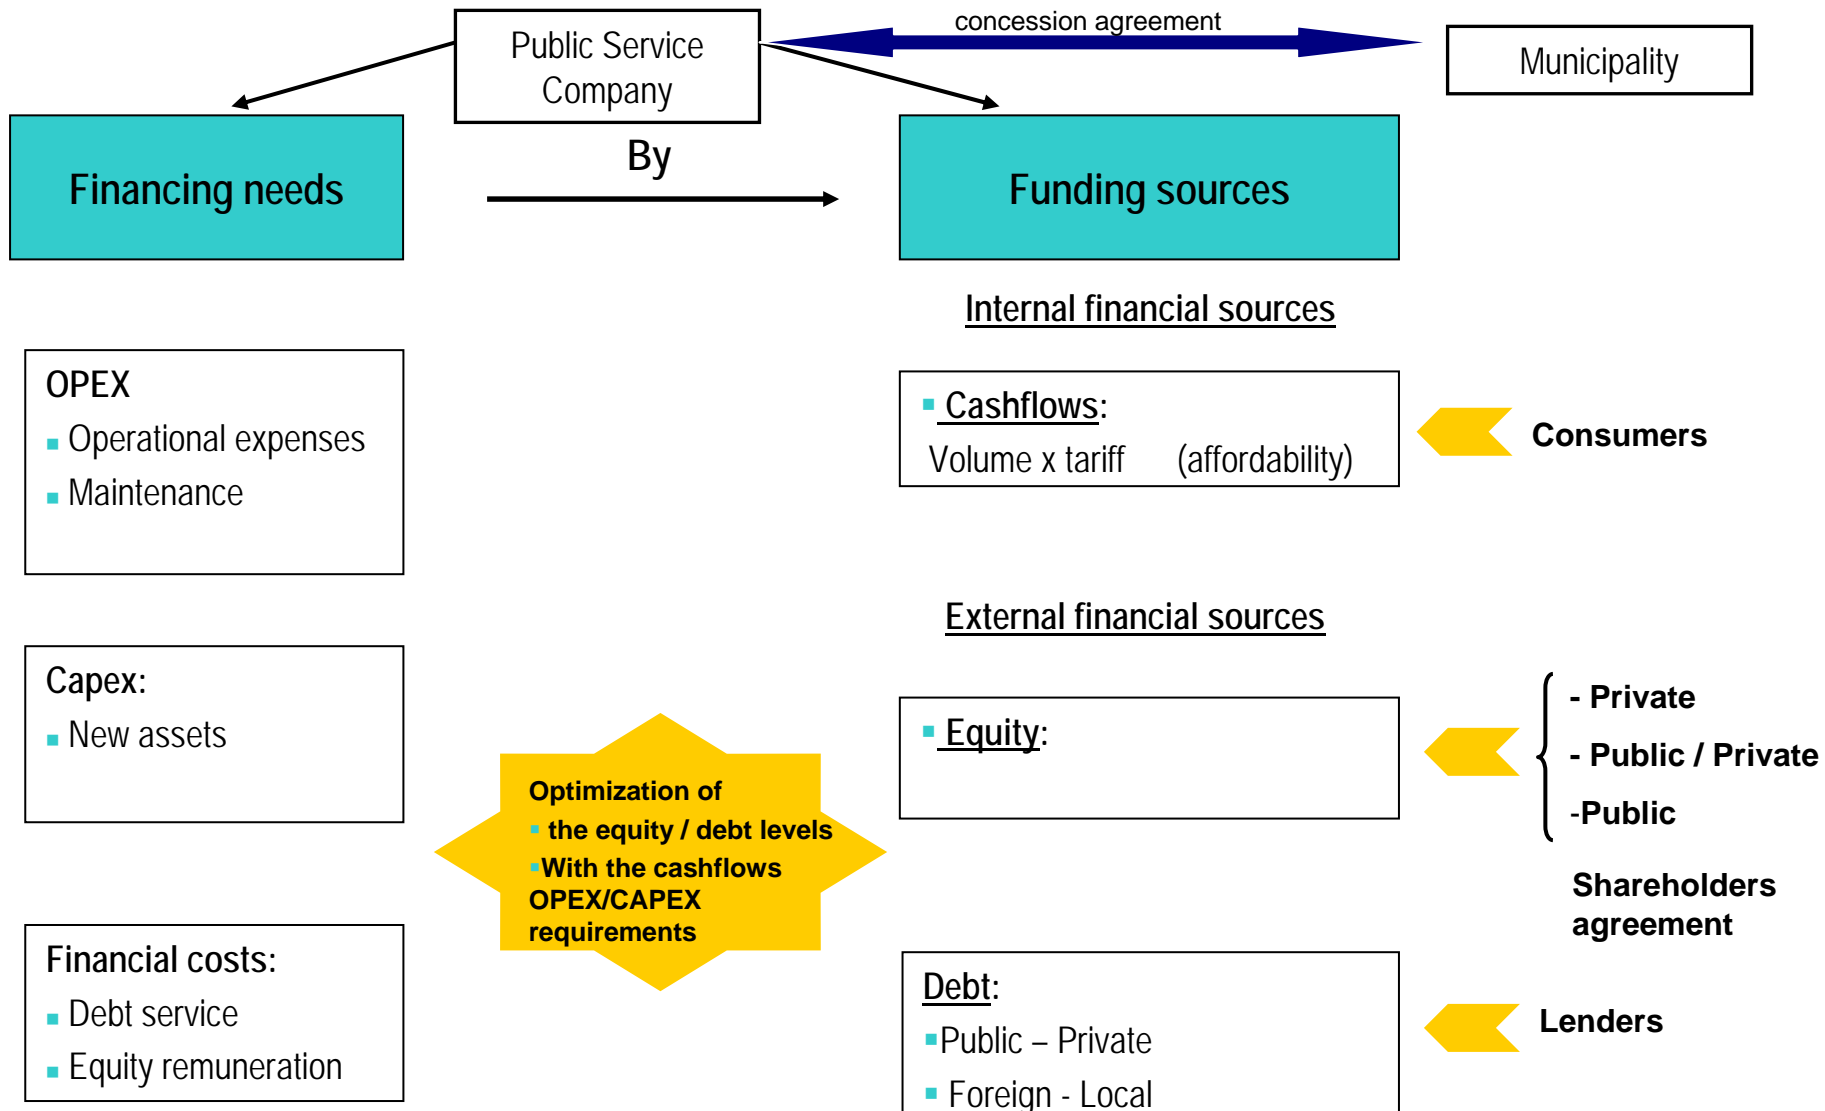 concession agreement
Public Service
Company
Municipality
Financing needs
By
Funding sources
Internal financial sources
OPEX
▪ Operational expenses
▪ Maintenance
▪ Cashflows:
Volume x tariff (affordability)
Consumers
External financial sources
Capex:
▪ New assets
▪ Equity:
- Private
- Public / Private
-Public
Shareholders
agreement
Optimization of
▪ the equity / debt levels
▪With the cashflows
OPEX/CAPEX
requirements
Financial costs:
▪ Debt service
▪ Equity remuneration
Debt:
▪Public – Private
▪ Foreign - Local
Lenders